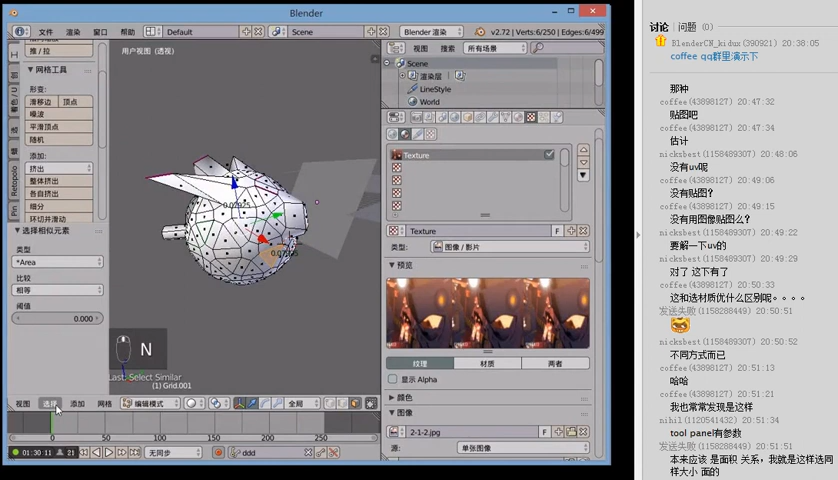 Blender
文件
渲染
窗口
帮助
Default
Scene
Blender 渲染
v2.72 | Verts:6/250 | Edges:6/499
推 / 拉
网格工具
形变:
滑移边
顶点
噪波
平滑顶点
随机
添加:
挤出
整体挤出
各自挤出
细分
环切并滑动
选择相似元素
类型
*Area
比较
相等
阈值
0.000
用户视图 (透视)
N
Last: Select Similar
(1) Grid.001
视图
选择
添加
网格
编辑模式
全局
0
50
100
150
200
250
01:30 11
21
无同步
ddd
视图
搜索
所有场景
Scene
渲染层
LineStyle
World
Texture
Texture
F
类型:
图像 / 影片
预览
纹理
材质
两者
显示 Alpha
颜色
图像
2-1-2.jpg
F
源:
单张图像
讨论
问题 (0)
BlenderCN_kidux(390921) 20:38:05
coffee qq群里演示下
那种
coffee(43898127) 20:47:32
贴图吧
coffee(43898127) 20:47:34
估计
nicksbest(1158489307) 20:48:06
没有uv呢
coffee(43898127) 20:49:06
没有贴图?
coffee(43898127) 20:49:15
没有用图像贴图么?
nicksbest(1158489307) 20:49:22
要解一下uv的
nicksbest(1158489307) 20:49:29
对了 这下有了
coffee(43898127) 20:50:33
这和选材质优什么区别呢。。。。
发送失败(1158288449) 20:50:51
nicksbest(1158489307) 20:50:52
不同方式而已
coffee(43898127) 20:51:13
哈哈
coffee(43898127) 20:51:21
我也常常发现是这样
nihil(1120541432) 20:51:34
tool panel有参数
发送失败(1158288449) 20:51:51
本来应该 是面积 关系，我就是这样选同
样大小 面的